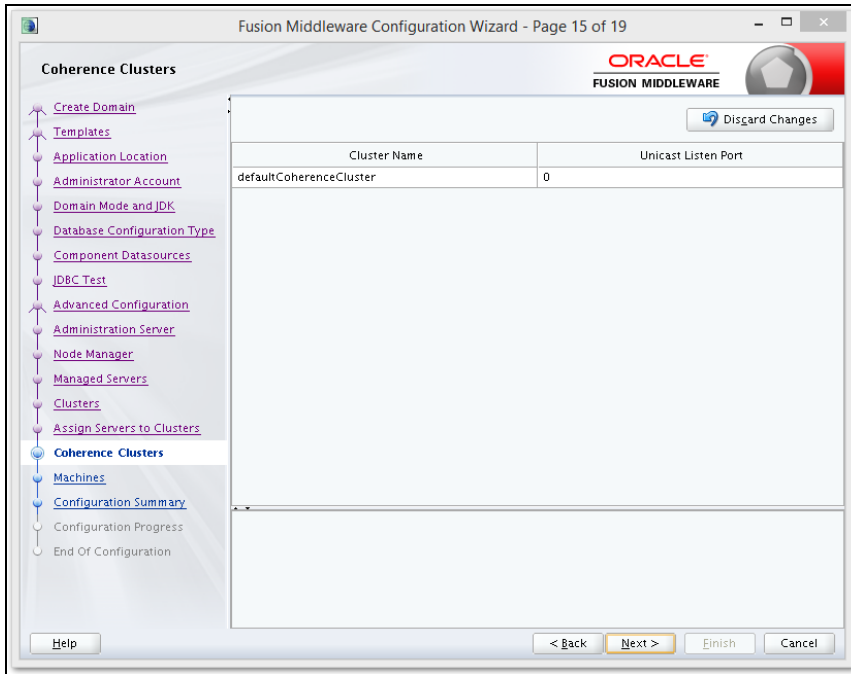 Fusion Middleware Configuration Wizard - Page 15 of 19
Coherence Clusters
ORACLE
FUSION MIDDLEWARE
Create Domain
Templates
Application Location
Administrator Account
Domain Mode and JDK
Database Configuration Type
Component Datasources
JDBC Test
Advanced Configuration
Administration Server
Node Manager
Managed Servers
Clusters
Assign Servers to Clusters
Coherence Clusters
Machines
Configuration Summary
Configuration Progress
End Of Configuration
Discard Changes
Cluster Name Unicast Listen Port
defaultCoherenceCluster 0
Help < Back Next > Finish Cancel